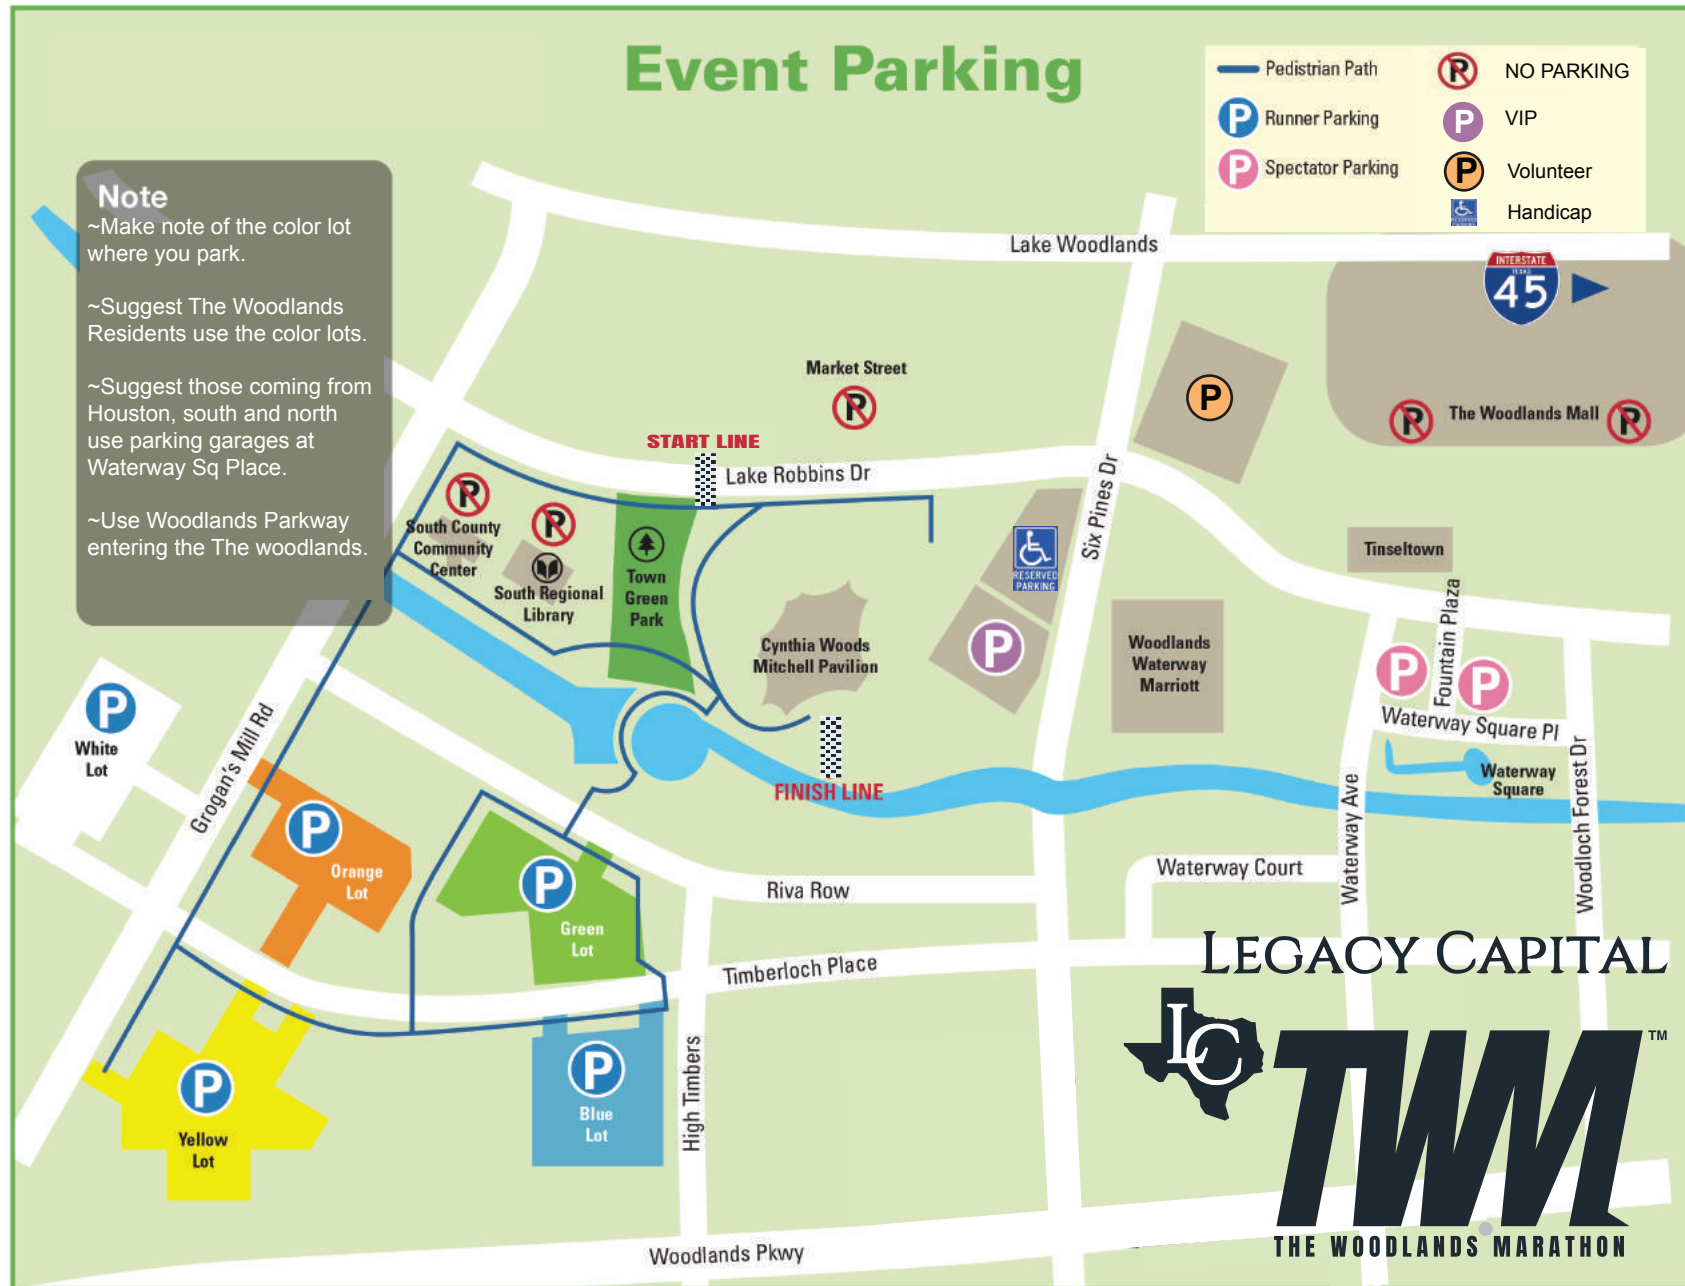 Event Parking
Pedistrian Path
NO PARKING
P
Runner Parking
P
VIP
P
Spectator Parking
P
Volunteer
Handicap
Note
~Make note of the color lot
where you park.
~Suggest The Woodlands
Residents use the color lots.
~Suggest those coming from
Houston, south and north
use parking garages at
Waterway Sq Place.
~Use Woodlands Parkway
entering the The woodlands.
Lake Woodlands
INTERSTATE
TEXAS
45
Market Street
P
P
P
The Woodlands Mall
P
START LINE
Lake Robbins Dr
Six Pines Dr
P
South County
Community
Center
P
South Regional
Library
Town
Green
Park
RESERVED
PARKING
Tinseltown
Cynthia Woods
Mitchell Pavilion
P
Woodlands
Waterway
Marriott
P
Fountain Plaza
P
Waterway Square Pl
Waterway
Square
P
White
Lot
Grogan's Mill Rd
FINISH LINE
P
Orange
Lot
P
Green
Lot
Riva Row
Waterway Court
Waterway Ave
Woodloch Forest Dr
Timberloch Place
P
Yellow
Lot
P
Blue
Lot
High Timbers
Woodlands Pkwy
LEGACY CAPITAL
LC
TWM™
THE WOODLANDS MARATHON